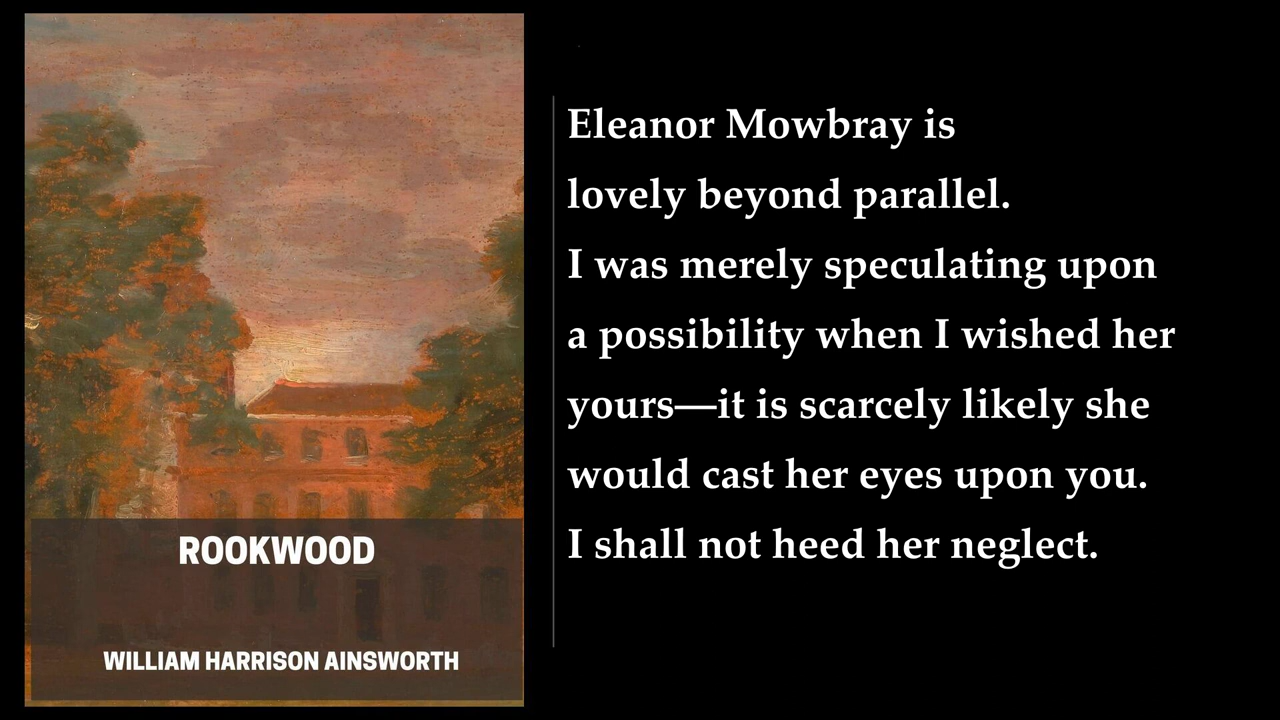 ROOKWOOD
WILLIAM HARRISON AINSWORTH
Eleanor Mowbray is
lovely beyond parallel.
I was merely speculating upon
a possibility when I wished her
yours—it is scarcely likely she
would cast her eyes upon you.
I shall not heed her neglect.